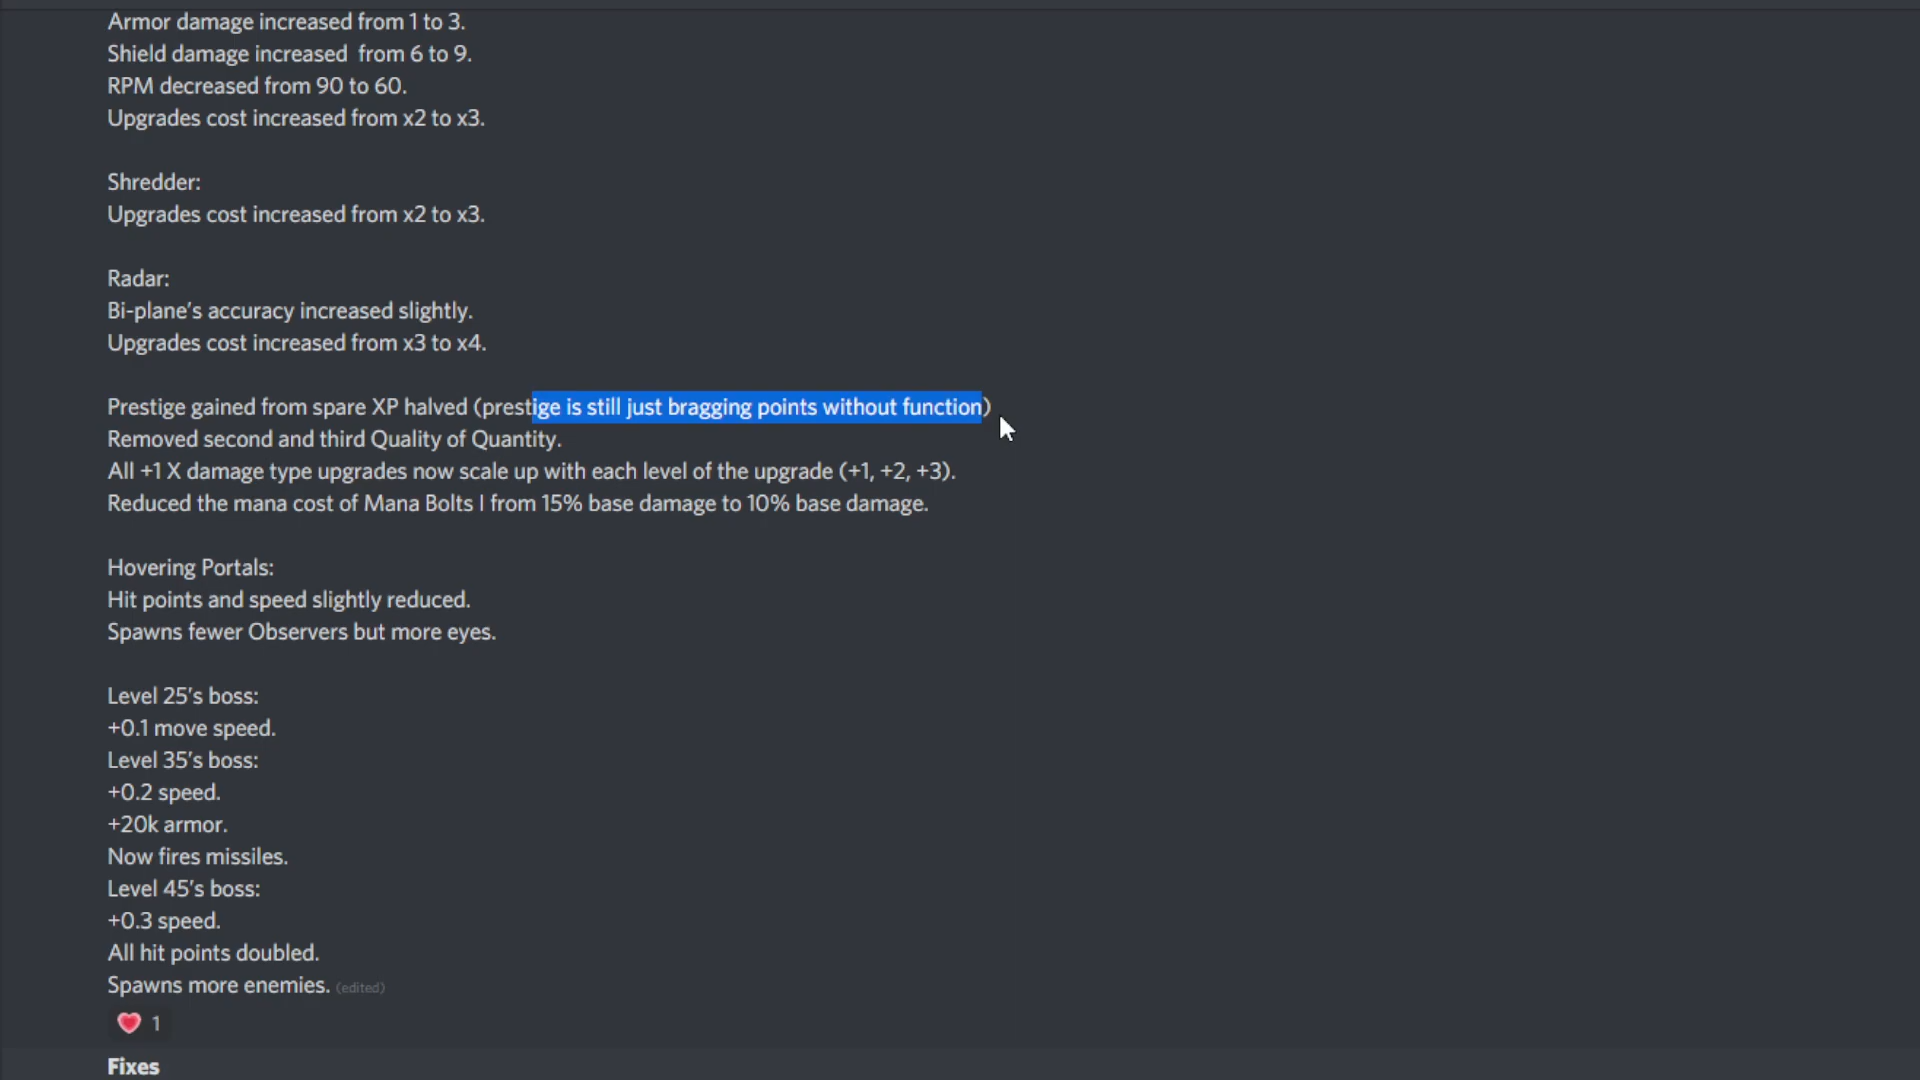 Armor damage increased from 1 to 3.
Shield damage increased  from 6 to 9.
RPM decreased from 90 to 60.
Upgrades cost increased from x2 to x3.
Shredder:
Upgrades cost increased from x2 to x3.
Radar:
Bi-plane's accuracy increased slightly.
Upgrades cost increased from x3 to x4.
Prestige gained from spare XP halved (prestige is still just bragging points without function)
Removed second and third Quality of Quantity.
All +1 X damage type upgrades now scale up with each level of the upgrade (+1, +2, +3).
Reduced the mana cost of Mana Bolts I from 15% base damage to 10% base damage.
Hovering Portals:
Hit points and speed slightly reduced.
Spawns fewer Observers but more eyes.
Level 25's boss:
+0.1 move speed.
Level 35's boss:
+0.2 speed.
+20k armor.
Now fires missiles.
Level 45's boss:
+0.3 speed.
All hit points doubled.
Spawns more enemies. (edited)
1
Fixes